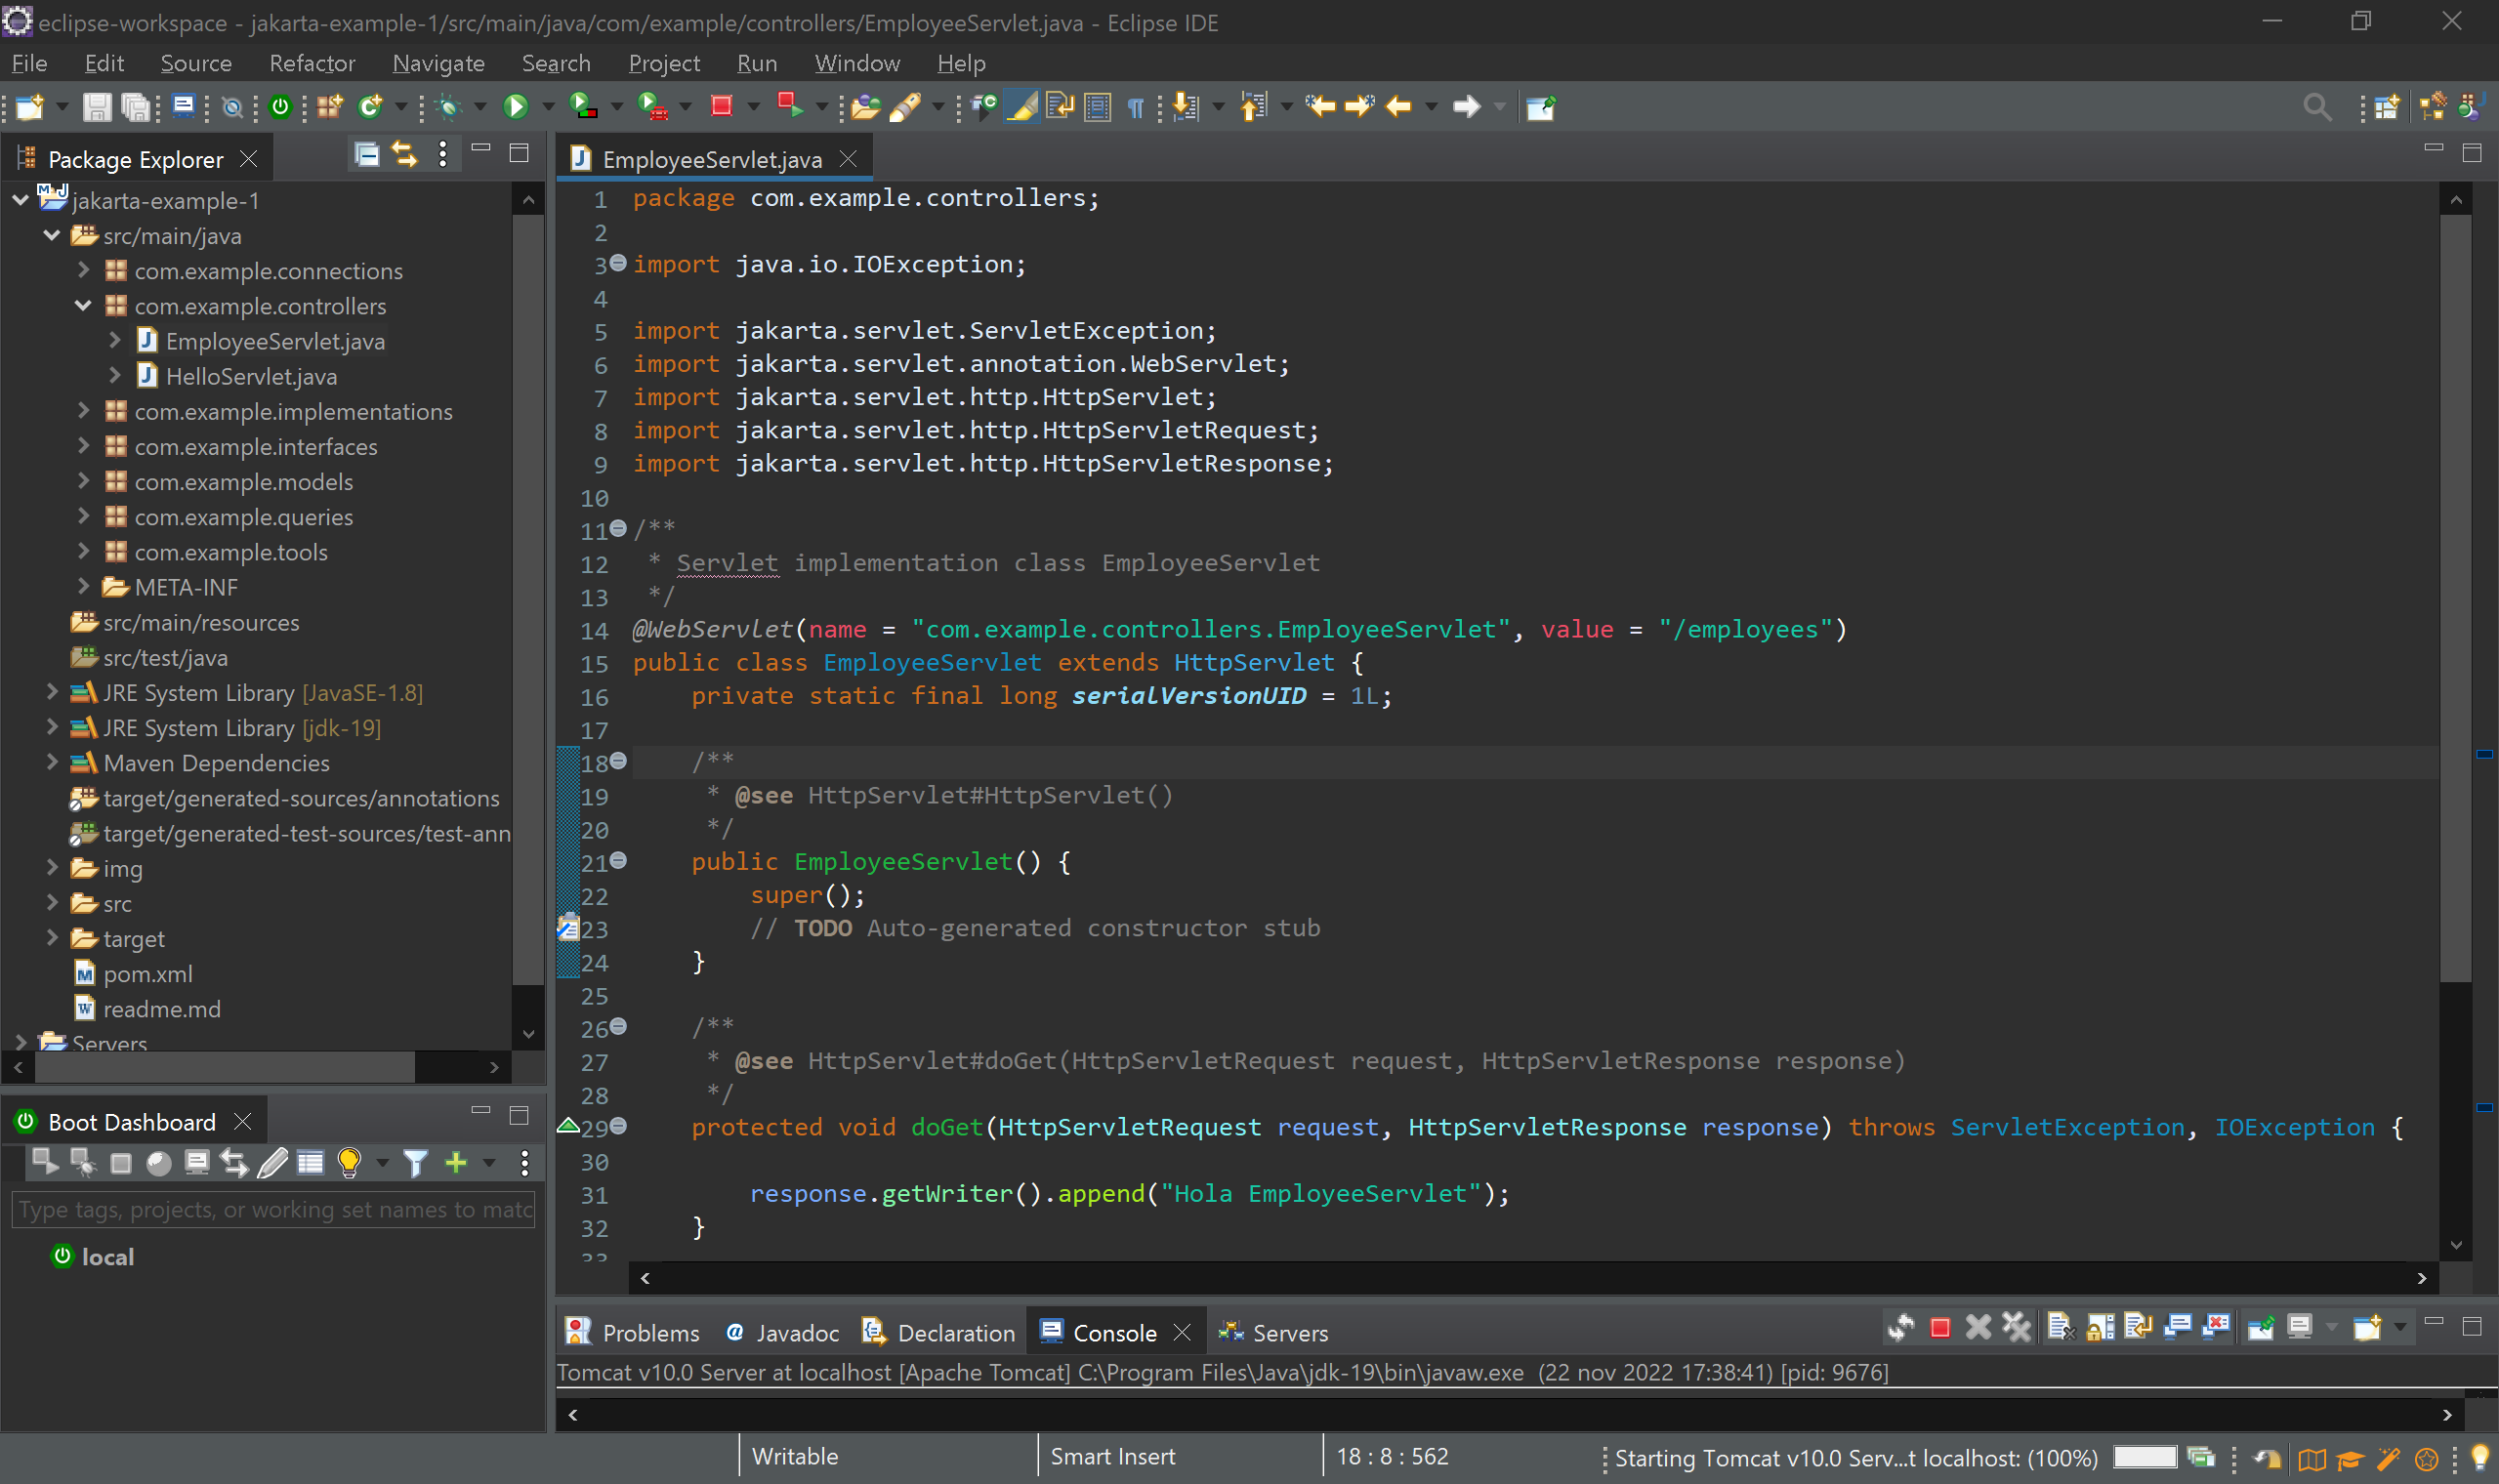 eclipse-workspace - jakarta-example-1/src/main/java/com/example/controllers/EmployeeServlet.java - Eclipse IDE
File Edit Source Refactor Navigate Search Project Run Window Help
Package Explorer
jakarta-example-1
src/main/java
com.example.connections
com.example.controllers
EmployeeServlet.java
HelloServlet.java
com.example.implementations
com.example.interfaces
com.example.models
com.example.queries
com.example.tools
META-INF
src/main/resources
src/test/java
JRE System Library [JavaSE-1.8]
JRE System Library [jdk-19]
Maven Dependencies
target/generated-sources/annotations
target/generated-test-sources/test-ann
img
src
target
pom.xml
readme.md
Servers
Boot Dashboard
Type tags, projects, or working set names to matc
local
EmployeeServlet.java
1 package com.example.controllers;
2
3 import java.io.IOException;
4
5 import jakarta.servlet.ServletException;
6 import jakarta.servlet.annotation.WebServlet;
7 import jakarta.servlet.http.HttpServlet;
8 import jakarta.servlet.http.HttpServletRequest;
9 import jakarta.servlet.http.HttpServletResponse;
10
11 /**
12 * Servlet implementation class EmployeeServlet
13 */
14 @WebServlet(name = "com.example.controllers.EmployeeServlet", value = "/employees")
15 public class EmployeeServlet extends HttpServlet {
16 private static final long serialVersionUID = 1L;
17
18 /**
19 * @see HttpServlet#HttpServlet()
20 */
21 public EmployeeServlet() {
22 super();
23 // TODO Auto-generated constructor stub
24 }
25
26 /**
27 * @see HttpServlet#doGet(HttpServletRequest request, HttpServletResponse response)
28 */
29 protected void doGet(HttpServletRequest request, HttpServletResponse response) throws ServletException, IOException {
30
31 response.getWriter().append("Hola EmployeeServlet");
32 }
33
Problems Javadoc Declaration Console Servers
Tomcat v10.0 Server at localhost [Apache Tomcat] C:\Program Files\Java\jdk-19\bin\javaw.exe (22 nov 2022 17:38:41) [pid: 9676]
Writable Smart Insert 18 : 8 : 562 Starting Tomcat v10.0 Serv...t localhost: (100%)